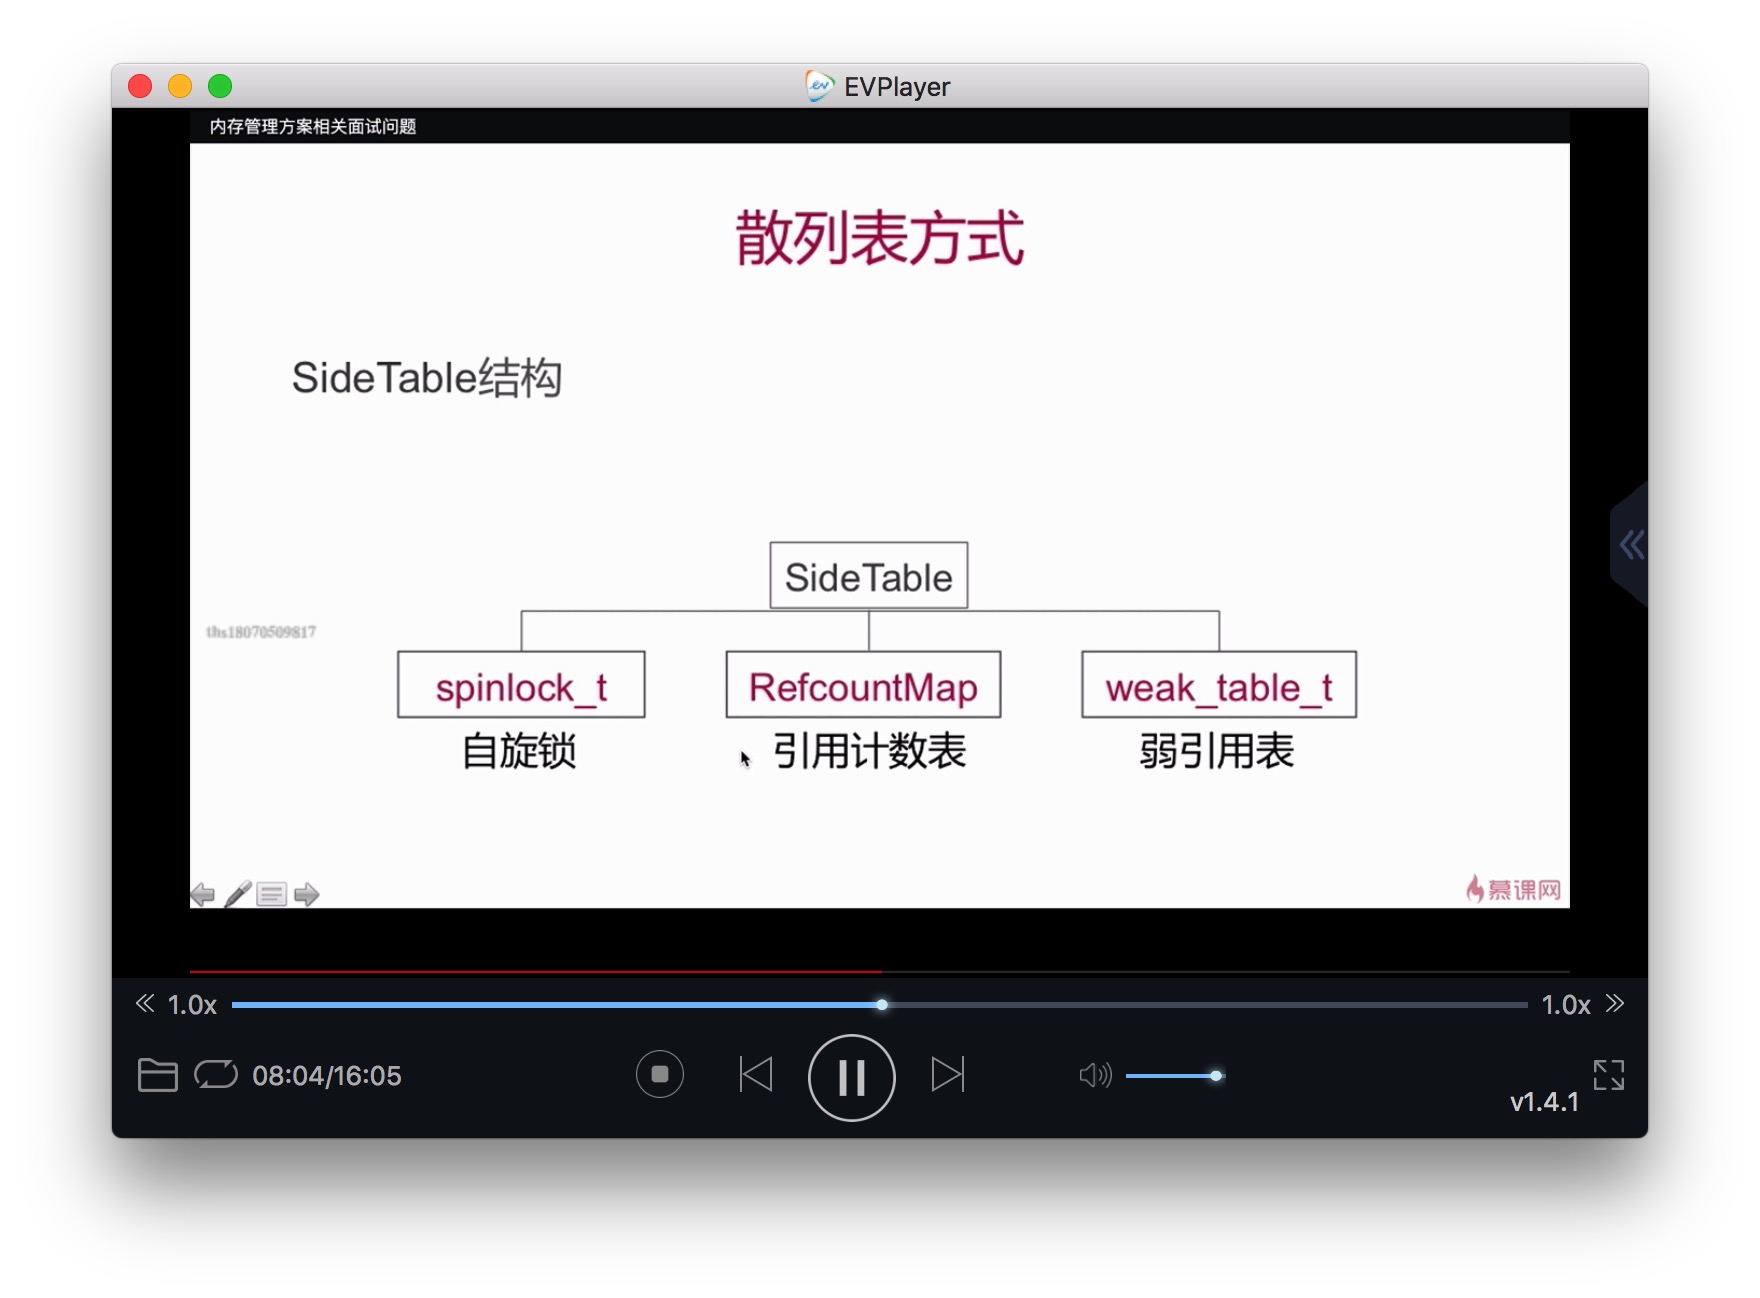 EVPlayer
内存管理方案相关面试问题
散列表方式
SideTable结构
SideTable
ths18070509817
spinlock_t
RefcountMap
weak_table_t
自旋锁
引用计数表
弱引用表
慕课网
1.0x
1.0x
08:04/16:05
v1.4.1